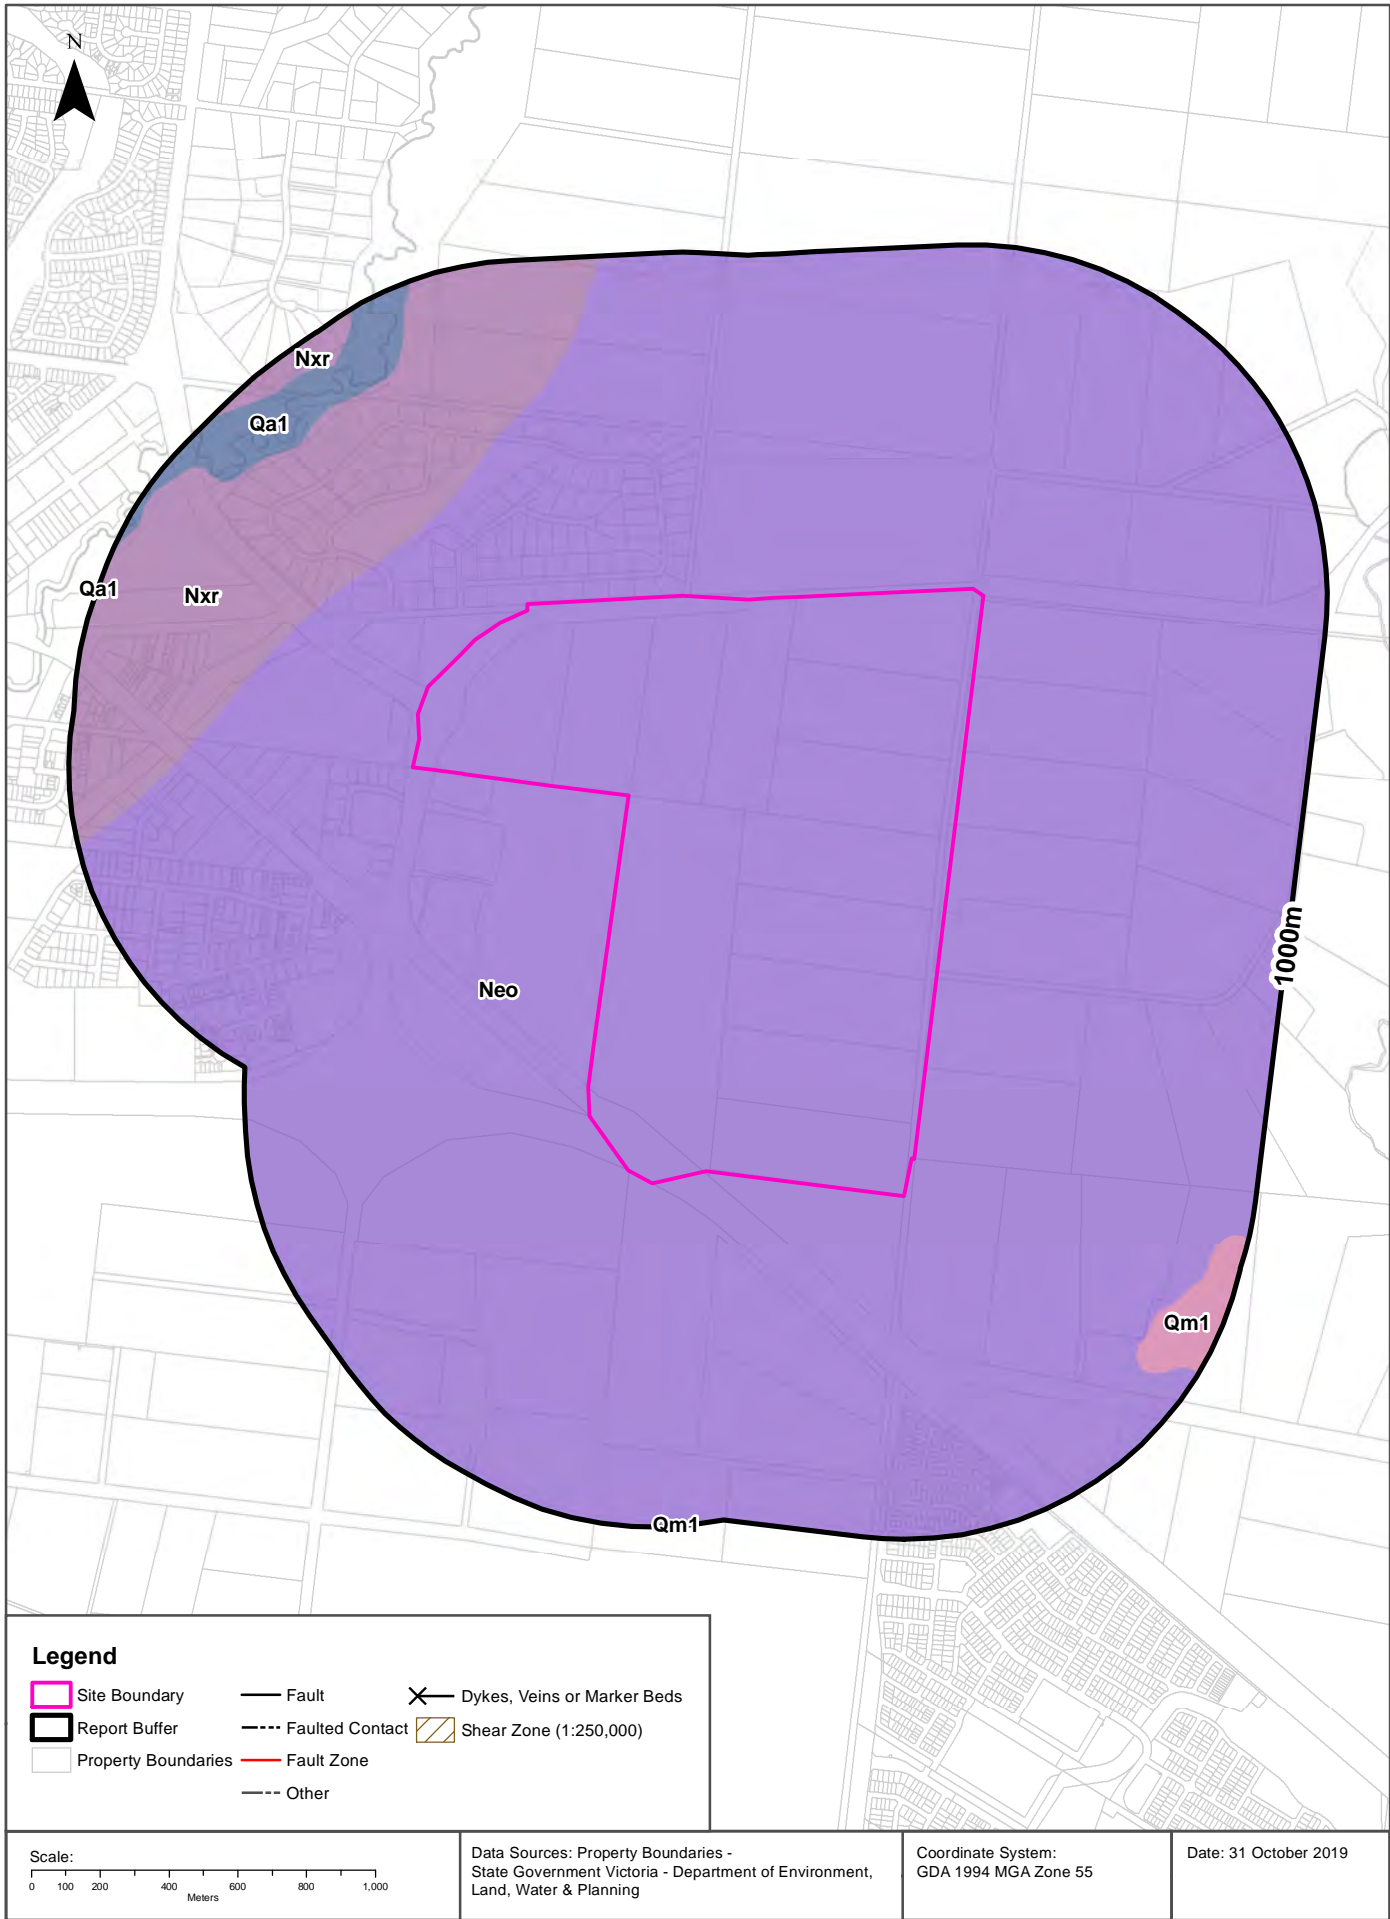 N
Nxr
Qa1
Qa1
Nxr
1000m
Neo
Qm1
Qm1
Legend
Site Boundary
Report Buffer
Property Boundaries
Fault
Faulted Contact
Fault Zone
Other
Dykes, Veins or Marker Beds
Shear Zone (1:250,000)
Scale:
0 100 200 400 600 800 1,000
Meters
Data Sources: Property Boundaries -
State Government Victoria - Department of Environment,
Land, Water & Planning
Coordinate System:
GDA 1994 MGA Zone 55
Date: 31 October 2019